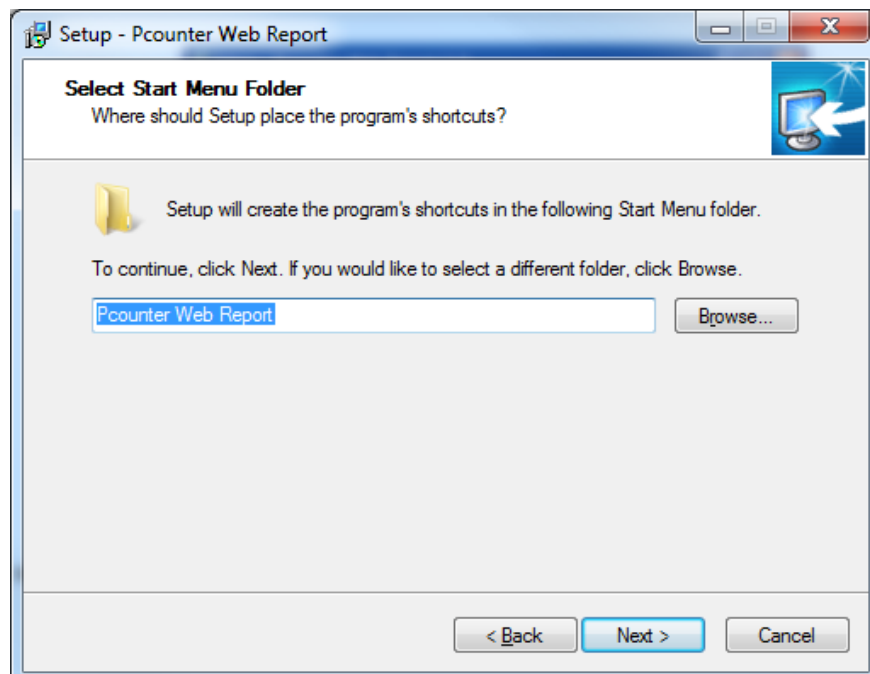 Setup - Pcounter Web Report
Select Start Menu Folder
Where should Setup place the program's shortcuts?
Setup will create the program's shortcuts in the following Start Menu folder.
To continue, click Next. If you would like to select a different folder, click Browse.
Pcounter Web Report
Browse...
< Back
Next >
Cancel